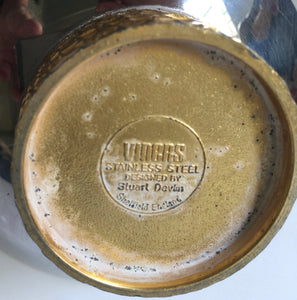 VINERS
STAINLESS STEEL
DESIGNED BY
Stuart Devlin
Sheffield England